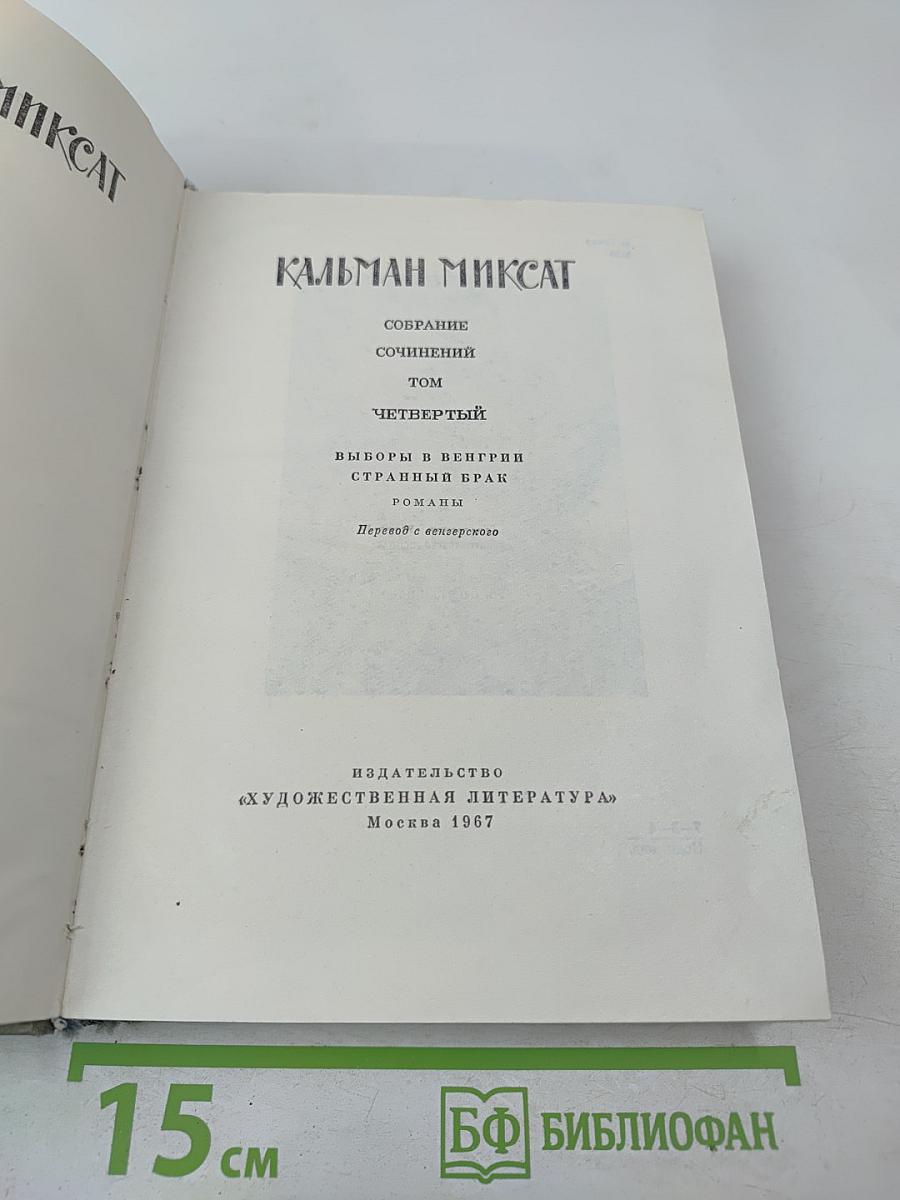 МИКСАТ
КАЛЬМАН МИКСАТ
СОБРАНИЕ
СОЧИНЕНИЙ
ТОМ
ЧЕТВЕРТЫЙ
ВЫБОРЫ В ВЕНГРИИ
СТРАННЫЙ БРАК
РОМАНЫ
Перевод с венгерского
ИЗДАТЕЛЬСТВО
«ХУДОЖЕСТВЕННАЯ ЛИТЕРАТУРА»
Москва 1967
15 см
БФ БИБЛИОФАН